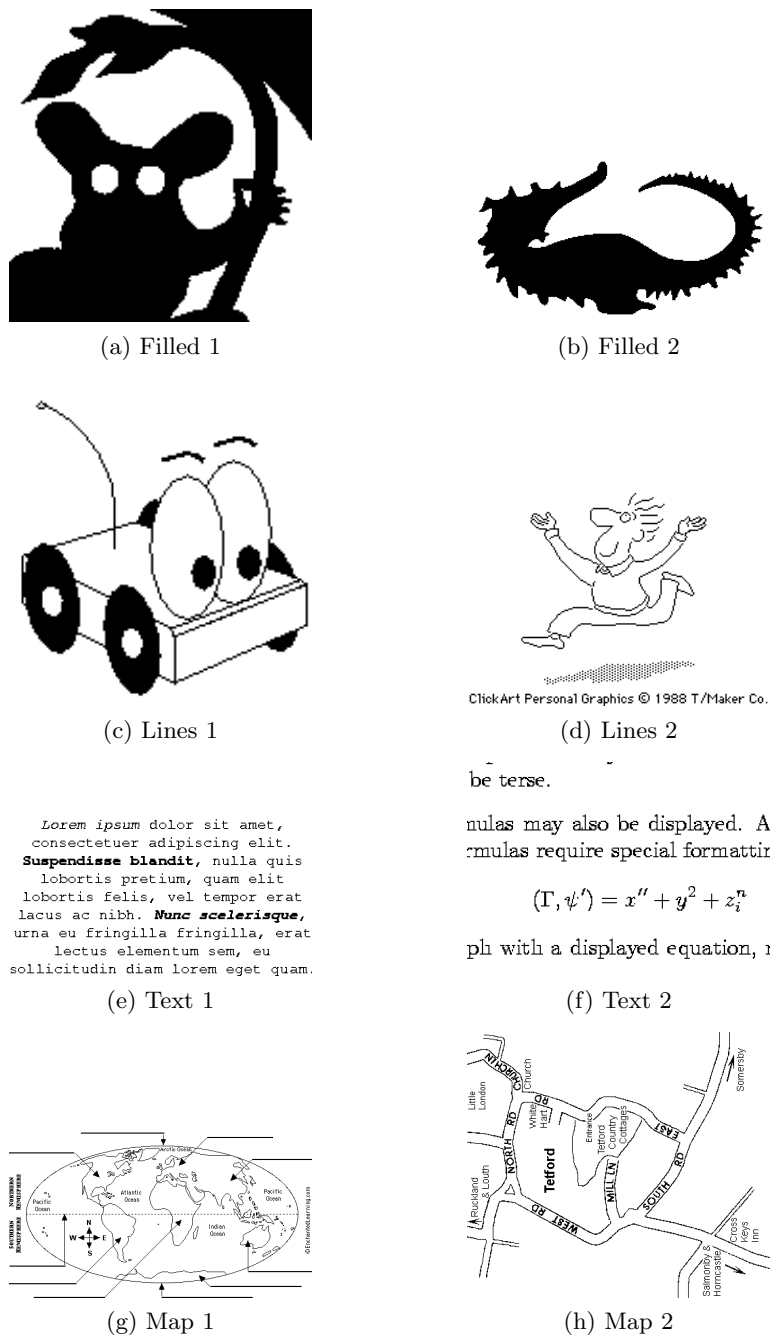 (a) Filled 1
(b) Filled 2
ClickArt Personal Graphics © 1988 T/Maker Co.
(c) Lines 1
(d) Lines 2
Lorem ipsum dolor sit amet,
consectetuer adipiscing elit.
Suspendisse blandit, nulla quis
lobortis pretium, quam elit
lobortis felis, vel tempor erat
lacus ac nibh. Nunc scelerisque,
urna eu fringilla fringilla, erat
lectus elementum sem, eu
sollicitudin diam lorem eget quam.
be terse.
mulas may also be displayed. A
rmulas require special formattin
(Γ, ψ′) = x″ + y² + zᵢⁿ
ph with a displayed equation,
(e) Text 1
(f) Text 2
Arctic Ocean
NORTHERN
HEMISPHERE
SOUTHERN
HEMISPHERE
Pacific
Ocean
Atlantic
Ocean
Pacific
Ocean
Indian
Ocean
N
W E
S
©EnchantedLearning.com
CHURCH LN
Church
Little
London
White
Hart
RD
NORTH RD
Entrance
Tetford
Country
Cottages
EAST
Somersby
Tetford
MILL LN
SOUTH RD
Ruckland
& Louth
WEST RD
Cross
Keys
Inn
Salmonby &
Horncastle
(g) Map 1
(h) Map 2